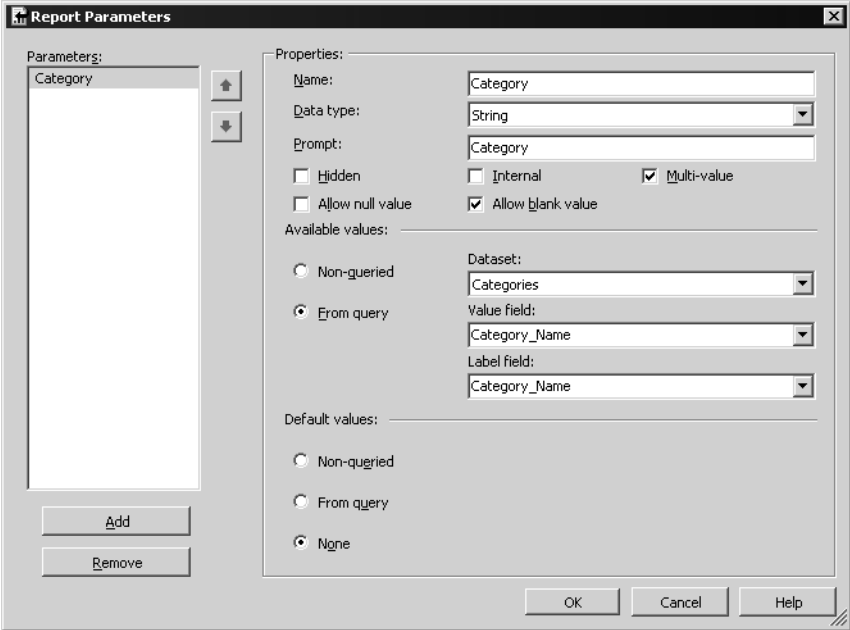 Report Parameters
Parameters:
Category
Add
Remove
Properties:
Name:
Category
Data type:
String
Prompt:
Category
Hidden
Internal
Multi-value
Allow null value
Allow blank value
Available values:
Non-queried
From query
Dataset:
Categories
Value field:
Category_Name
Label field:
Category_Name
Default values:
Non-queried
From query
None
OK
Cancel
Help